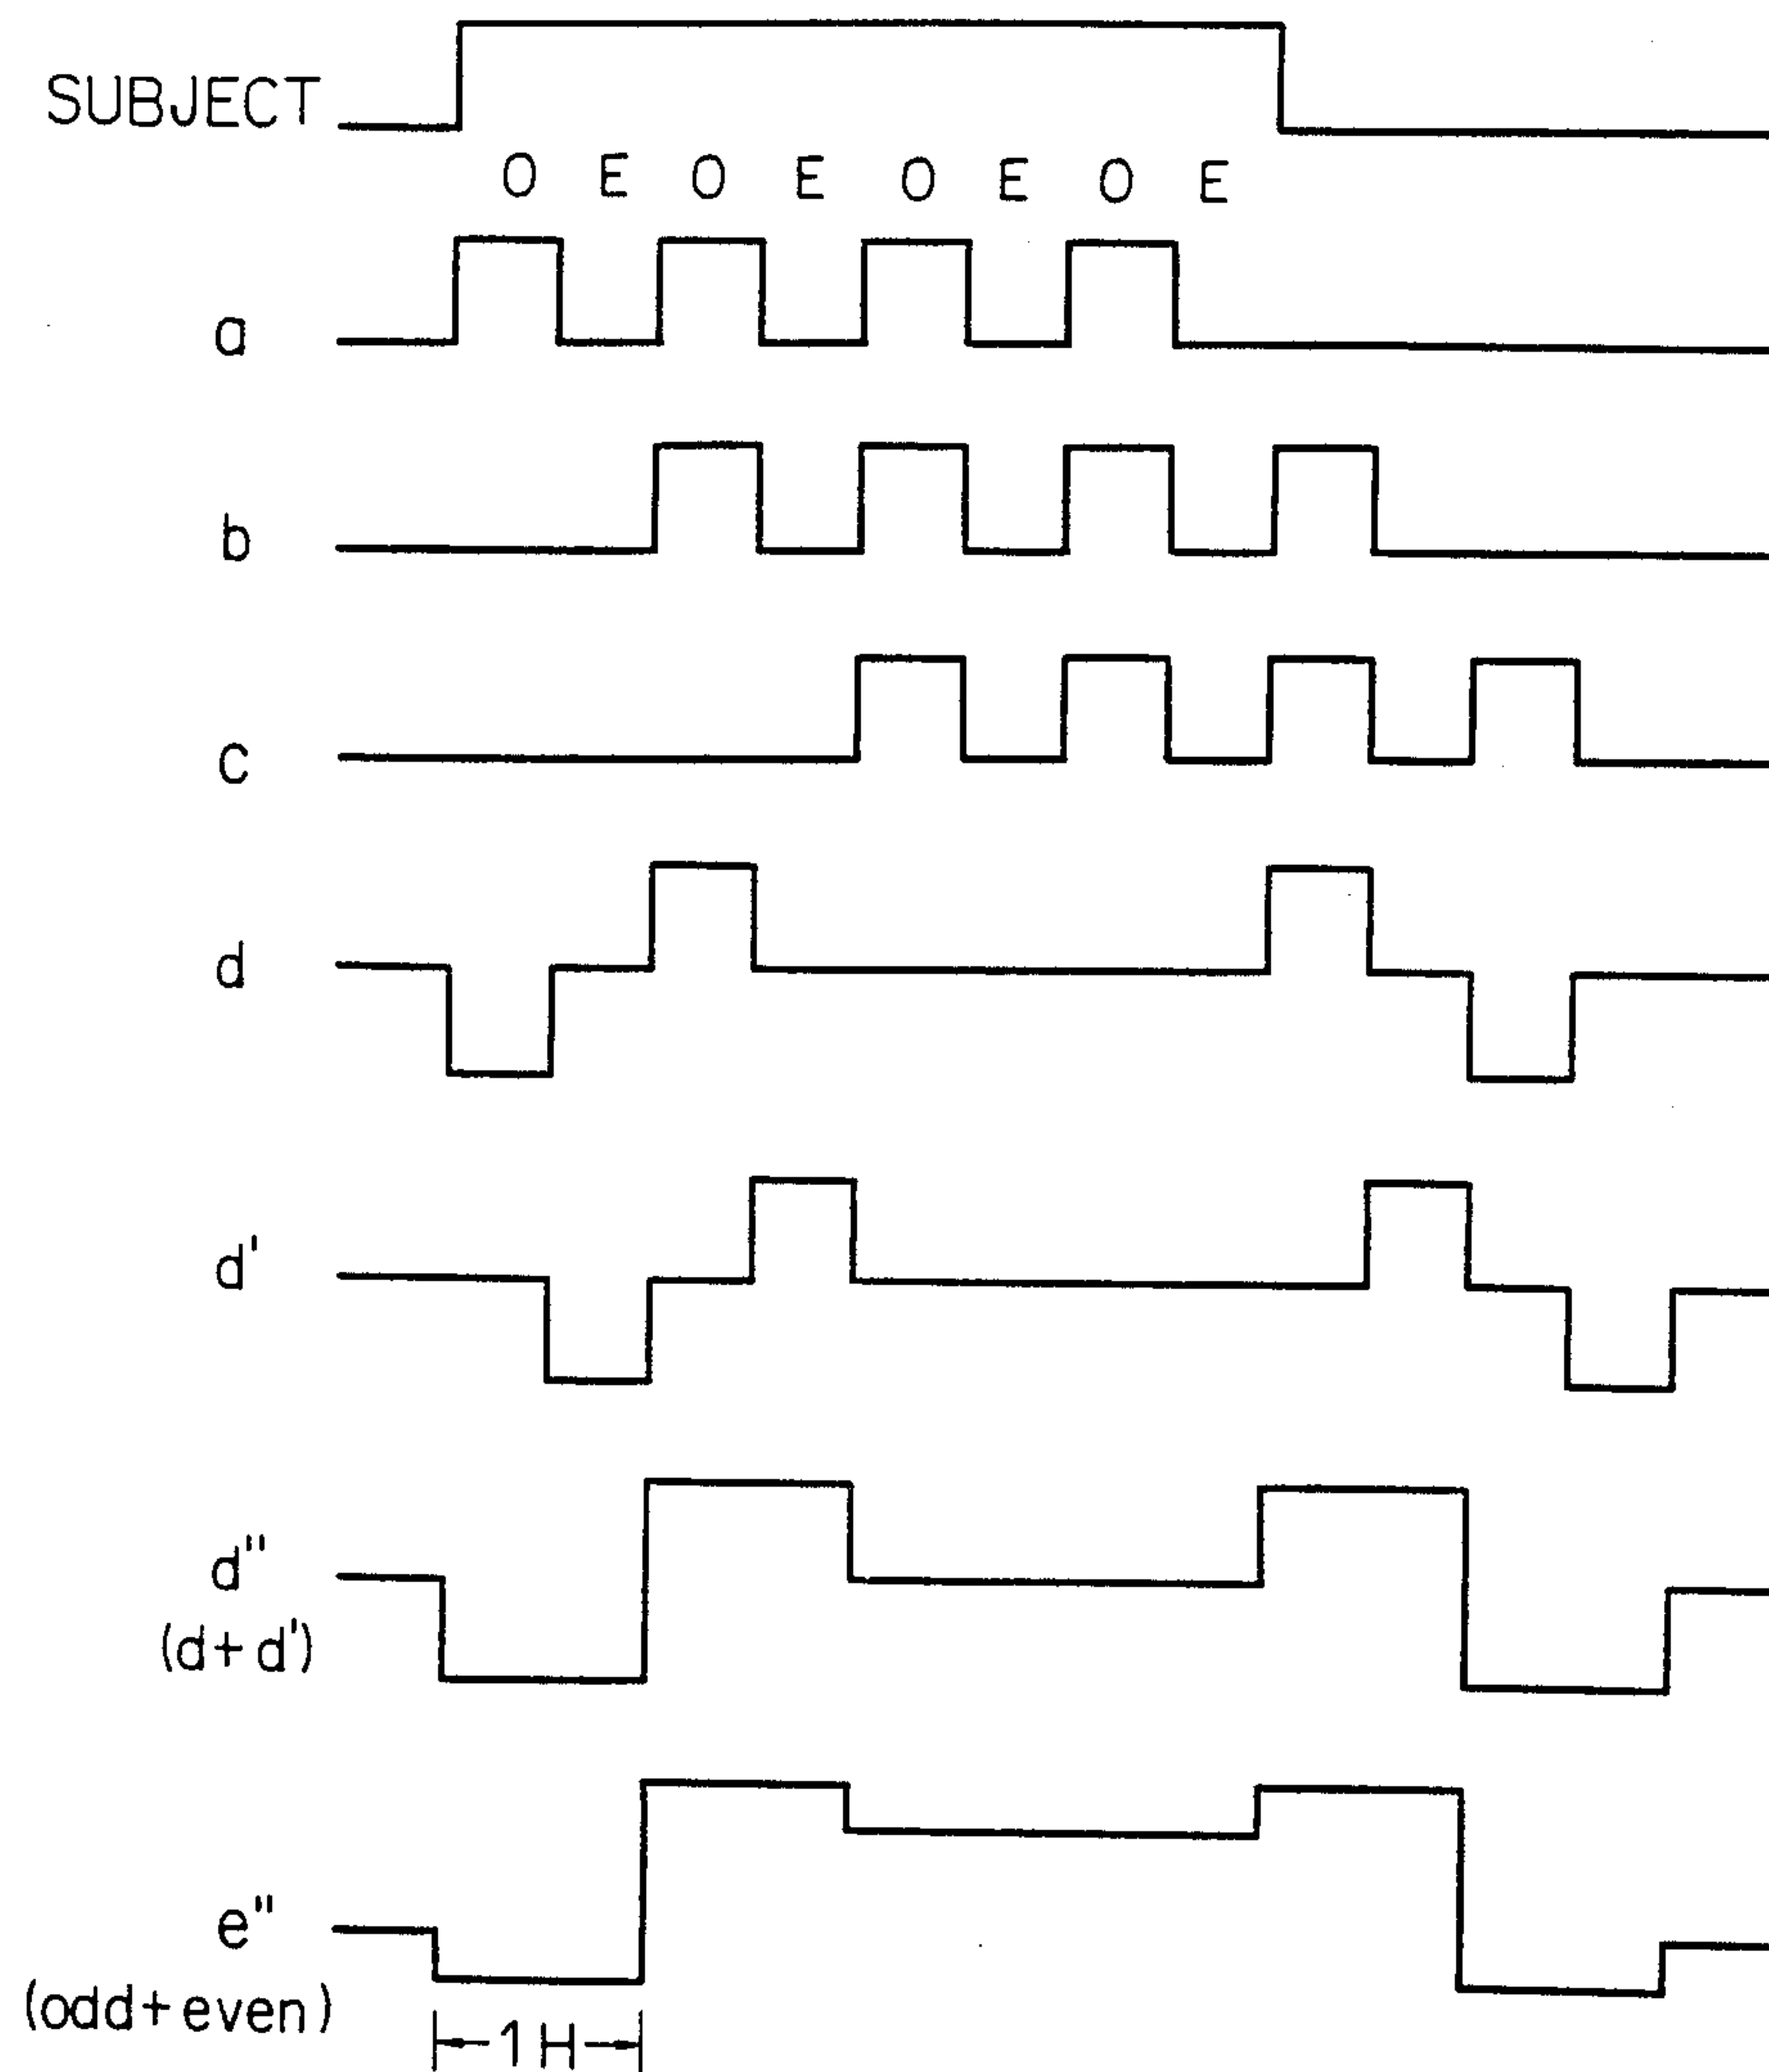 SUBJECT
O E O E O E O E
a
b
c
d
d'
d"
(d+d')
e"
(odd+even)
1H